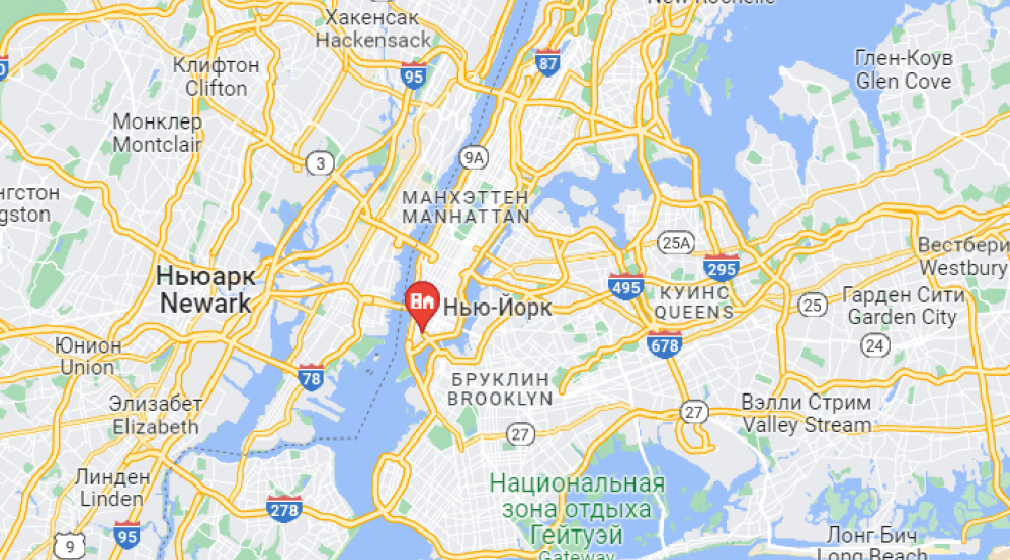 New Rochelle
Хакенсак
Hackensack
87
95
Клифтон
Clifton
Глен-Коув
Glen Cove
Монклер
Montclair
9A
3
МАНХЭТТЕН
MANHATTAN
нгстон
gston
25A
Вестбери
Westbury
295
Ньюарк
Newark
495
КУИНС
QUEENS
Гарден Сити
Garden City
25
Нью-Йорк
24
678
Юнион
Union
78
БРУКЛИН
BROOKLYN
Элизабет
Elizabeth
Вэлли Стрим
Valley Stream
27
27
Линден
Linden
Национальная
зона отдыха
Гейтуэй
Gateway
278
95
9
Лонг Бич
Long Beach